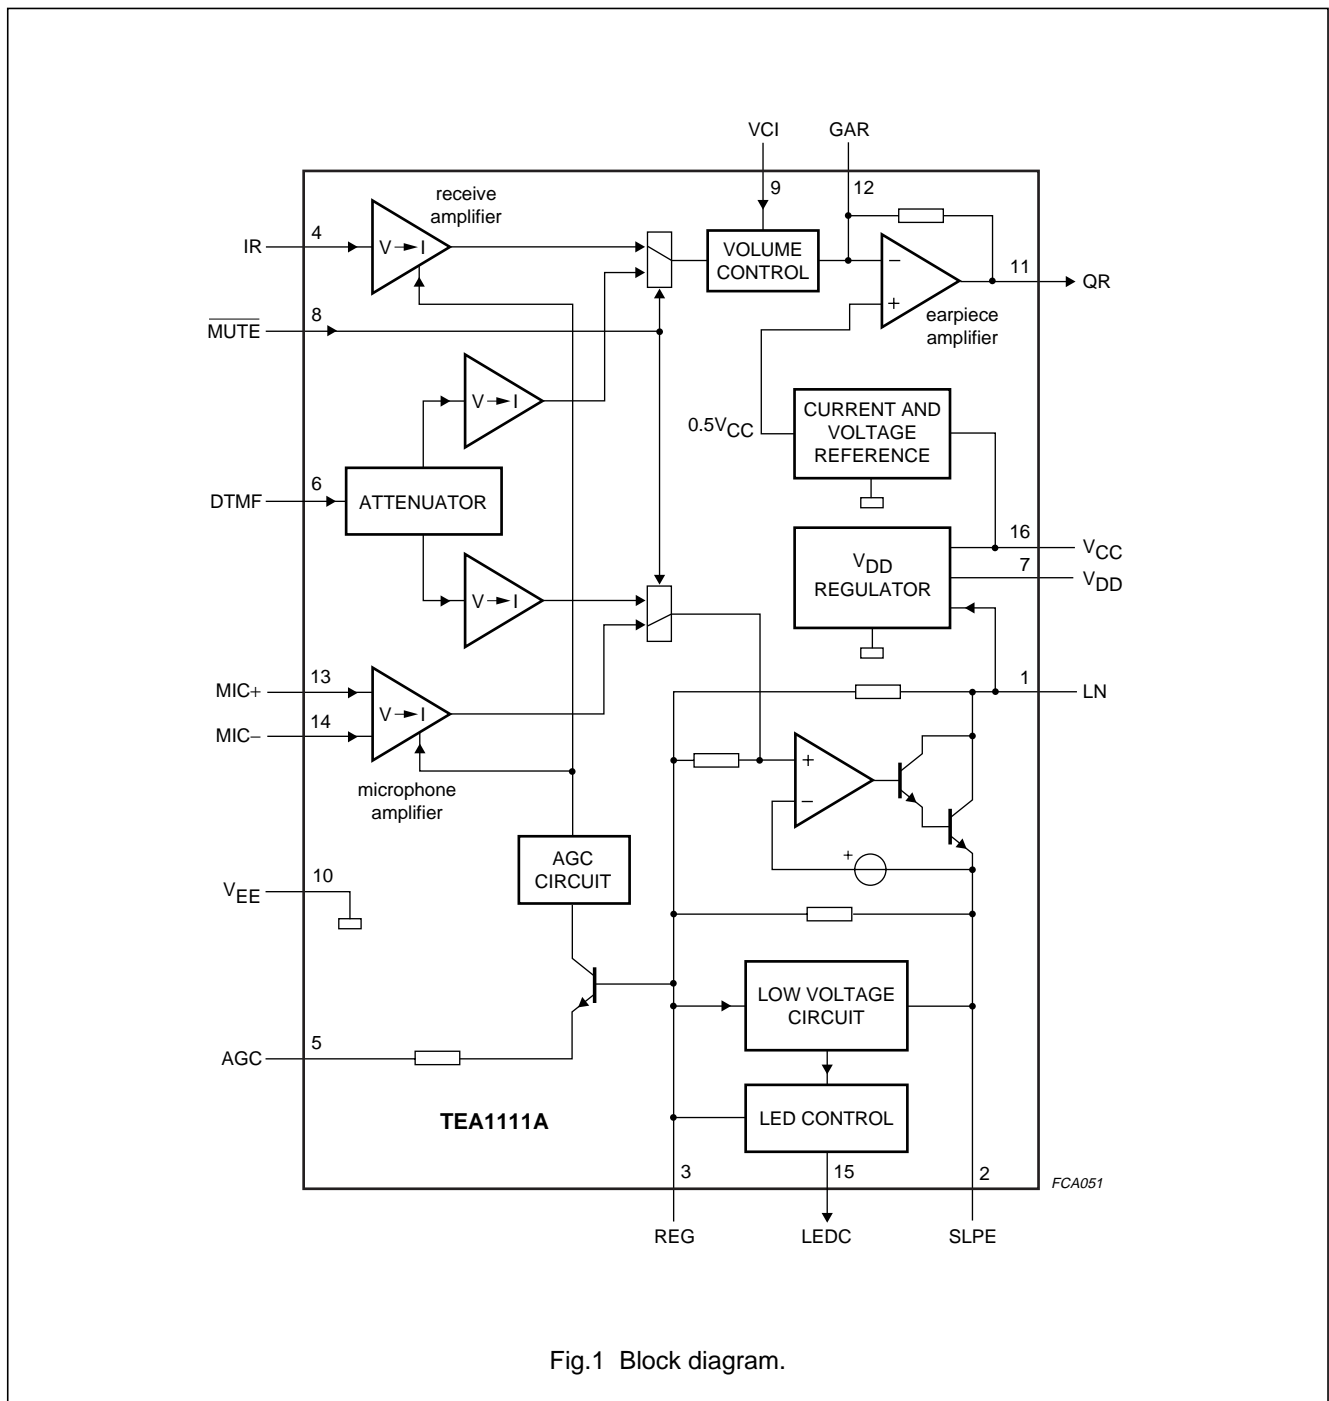 VCI GAR
9 12
receive
amplifier
IR 4 V I
VOLUME
CONTROL
− +
11 QR
earpiece
amplifier
MUTE 8
V I
0.5VCC
CURRENT AND
VOLTAGE
REFERENCE
DTMF 6 ATTENUATOR
16 VCC
7 VDD
VDD
REGULATOR
V I
1 LN
MIC+ 13
MIC− 14
V I
microphone
amplifier
+ −
+
AGC
CIRCUIT
VEE 10
LOW VOLTAGE
CIRCUIT
AGC 5
LED CONTROL
TEA1111A
3 15 2
REG LEDC SLPE
FCA051
Fig.1 Block diagram.